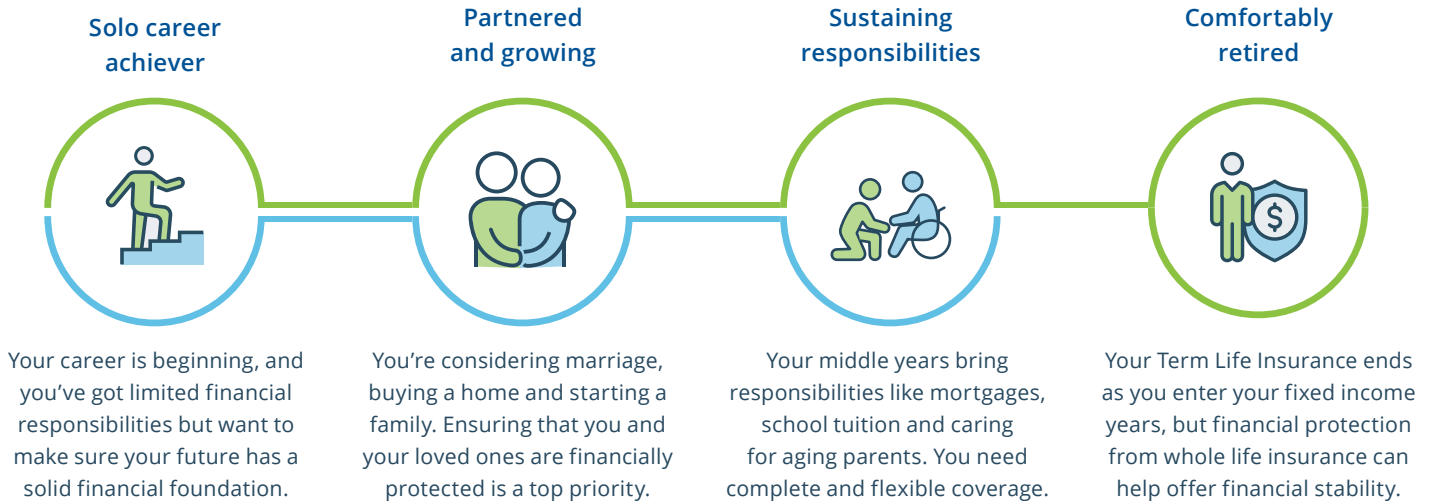 Solo career
achiever
Your career is beginning, and
you’ve got limited financial
responsibilities but want to
make sure your future has a
solid financial foundation.
Partnered
and growing
You’re considering marriage,
buying a home and starting a
family. Ensuring that you and
your loved ones are financially
protected is a top priority.
Sustaining
responsibilities
Your middle years bring
responsibilities like mortgages,
school tuition and caring
for aging parents. You need
complete and flexible coverage.
Comfortably
retired
$
Your Term Life Insurance ends
as you enter your fixed income
years, but financial protection
from whole life insurance can
help offer financial stability.